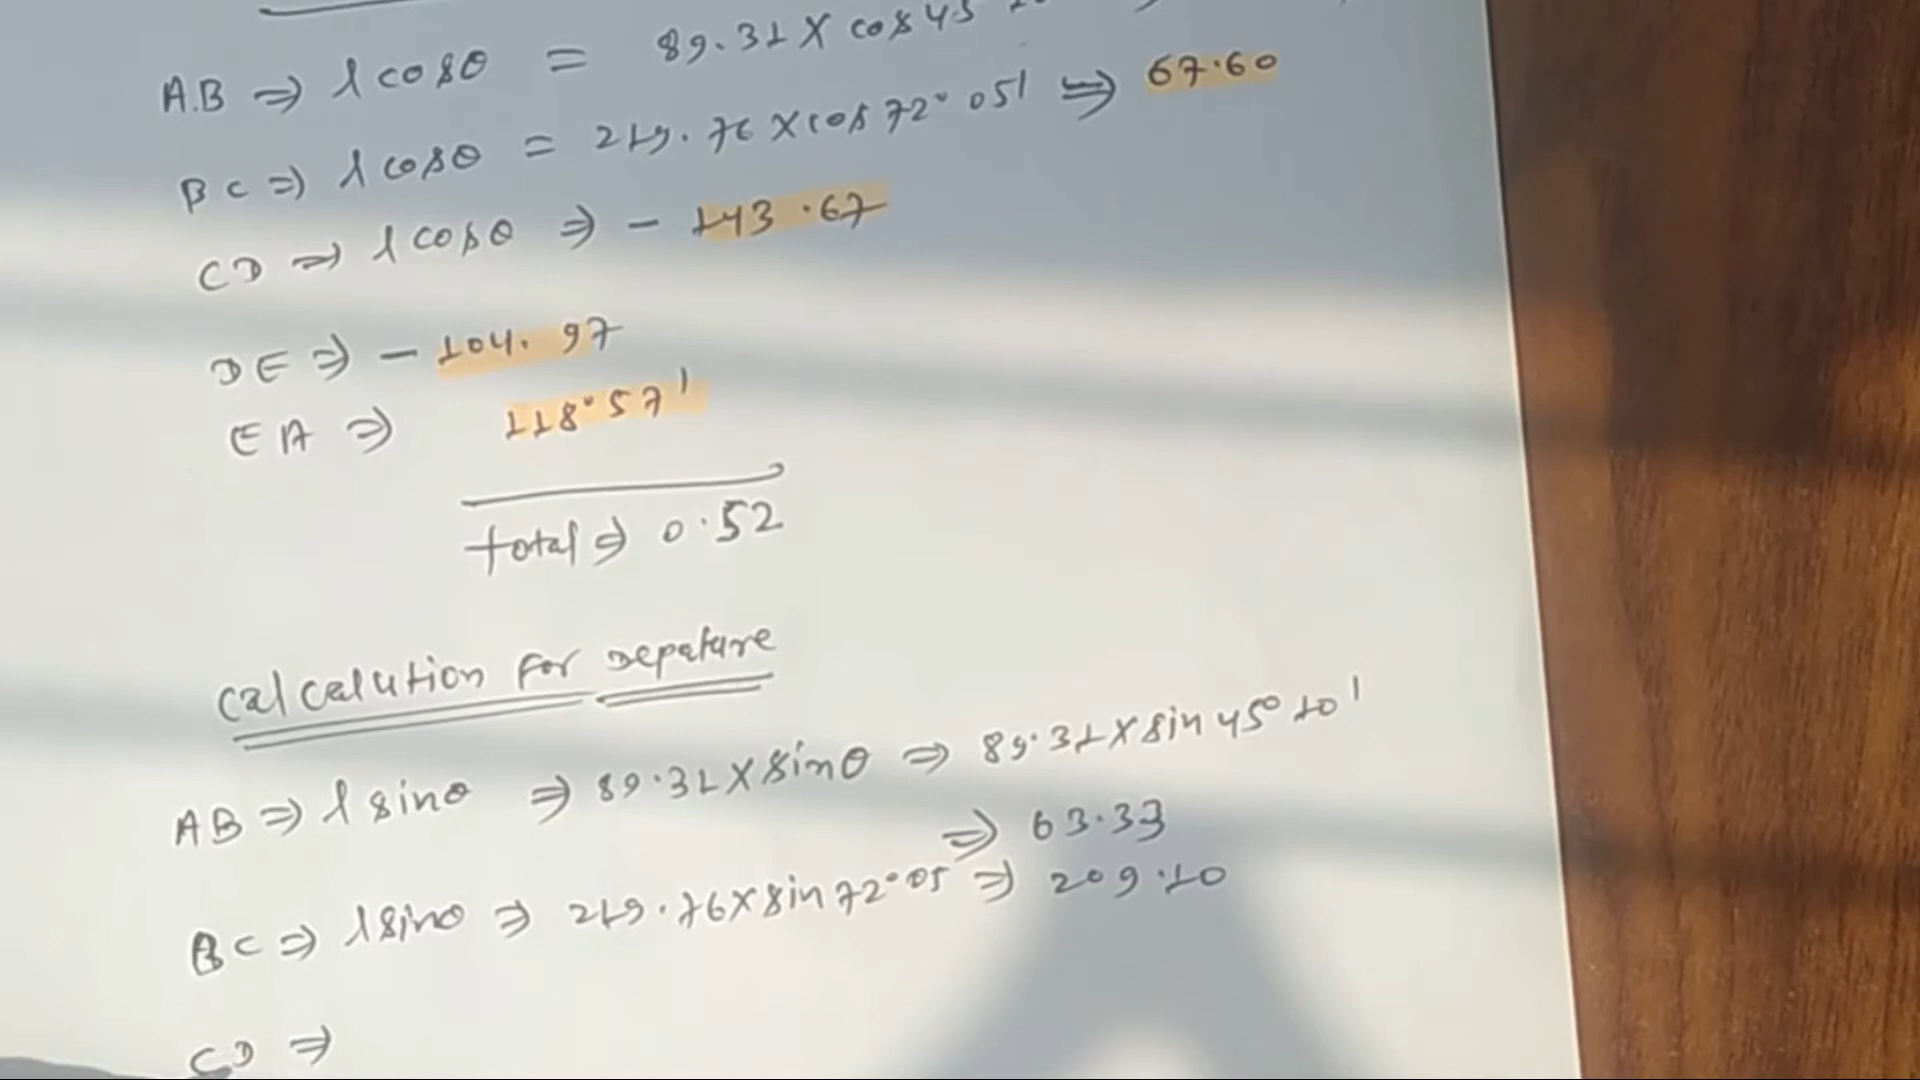 A.B ⇒ l cosθ = 89.31 X cos 45
BC ⇒ l cosθ = 219.76 X cos 72° 05' ⇒ 67.60
CD ⇒ l cosθ ⇒ - 143.67
DE ⇒ - 104.97
EA ⇒ 118°57'
total ⇒ 0.52
calcalution for Depature
AB ⇒ l sinθ ⇒ 89.31 X sinθ ⇒ 89.31 X sin 45° 10'
⇒ 63.33
BC ⇒ l sinθ ⇒ 219.76 X sin 72° 05 ⇒ 209.10
CD ⇒